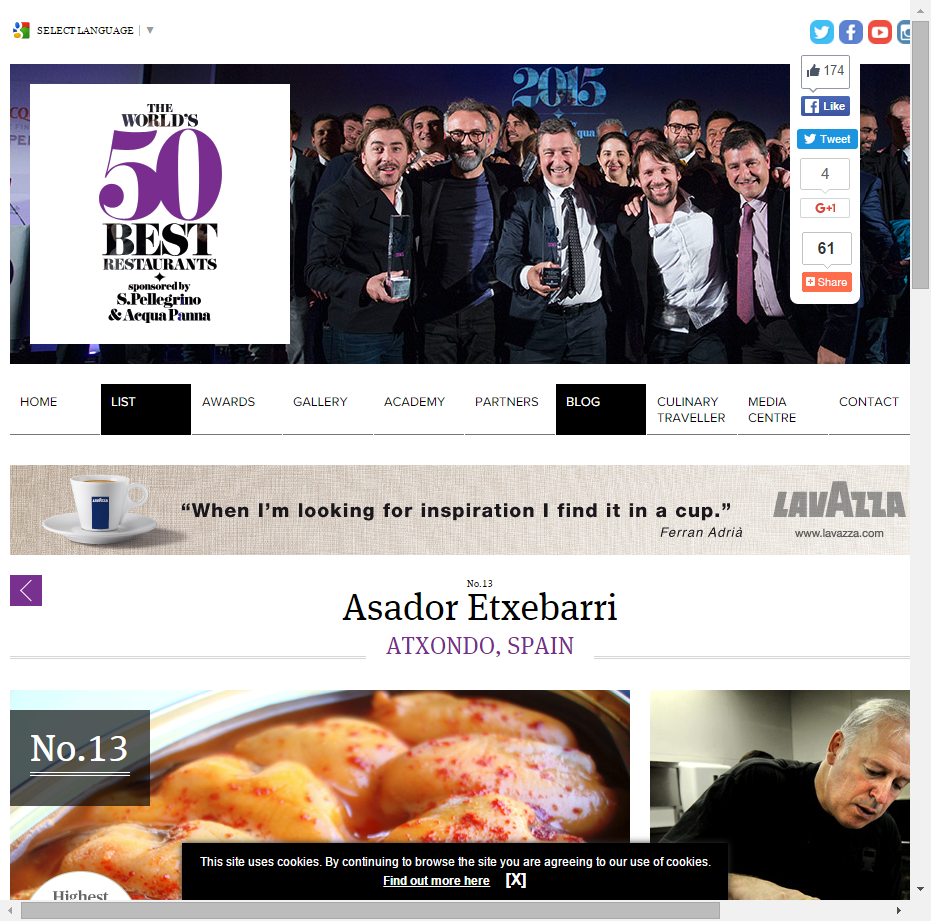 SELECT LANGUAGE ▼
174
Like
Tweet
4
G+1
61
Share
2015
THE
WORLD'S
50
BEST
RESTAURANTS
sponsored by
S.Pellegrino
& Acqua Panna
HOME
LIST
AWARDS
GALLERY
ACADEMY
PARTNERS
BLOG
CULINARY
TRAVELLER
MEDIA
CENTRE
CONTACT
LAVAZZA
“When I’m looking for inspiration I find it in a cup.”
Ferran Adrià
LAVAZZA
www.lavazza.com
No.13
Asador Etxebarri
ATXONDO, SPAIN
No.13
Highest
This site uses cookies. By continuing to browse the site you are agreeing to our use of cookies.
Find out more here [X]